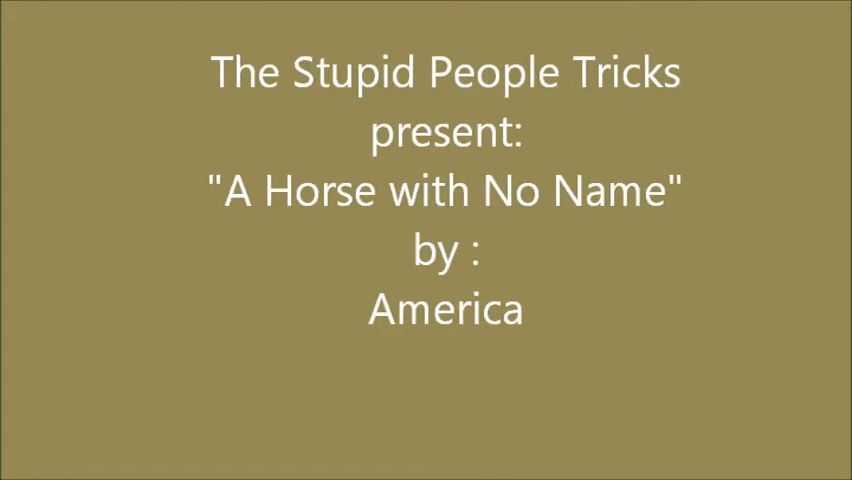 The Stupid People Tricks
present:
"A Horse with No Name"
by :
America